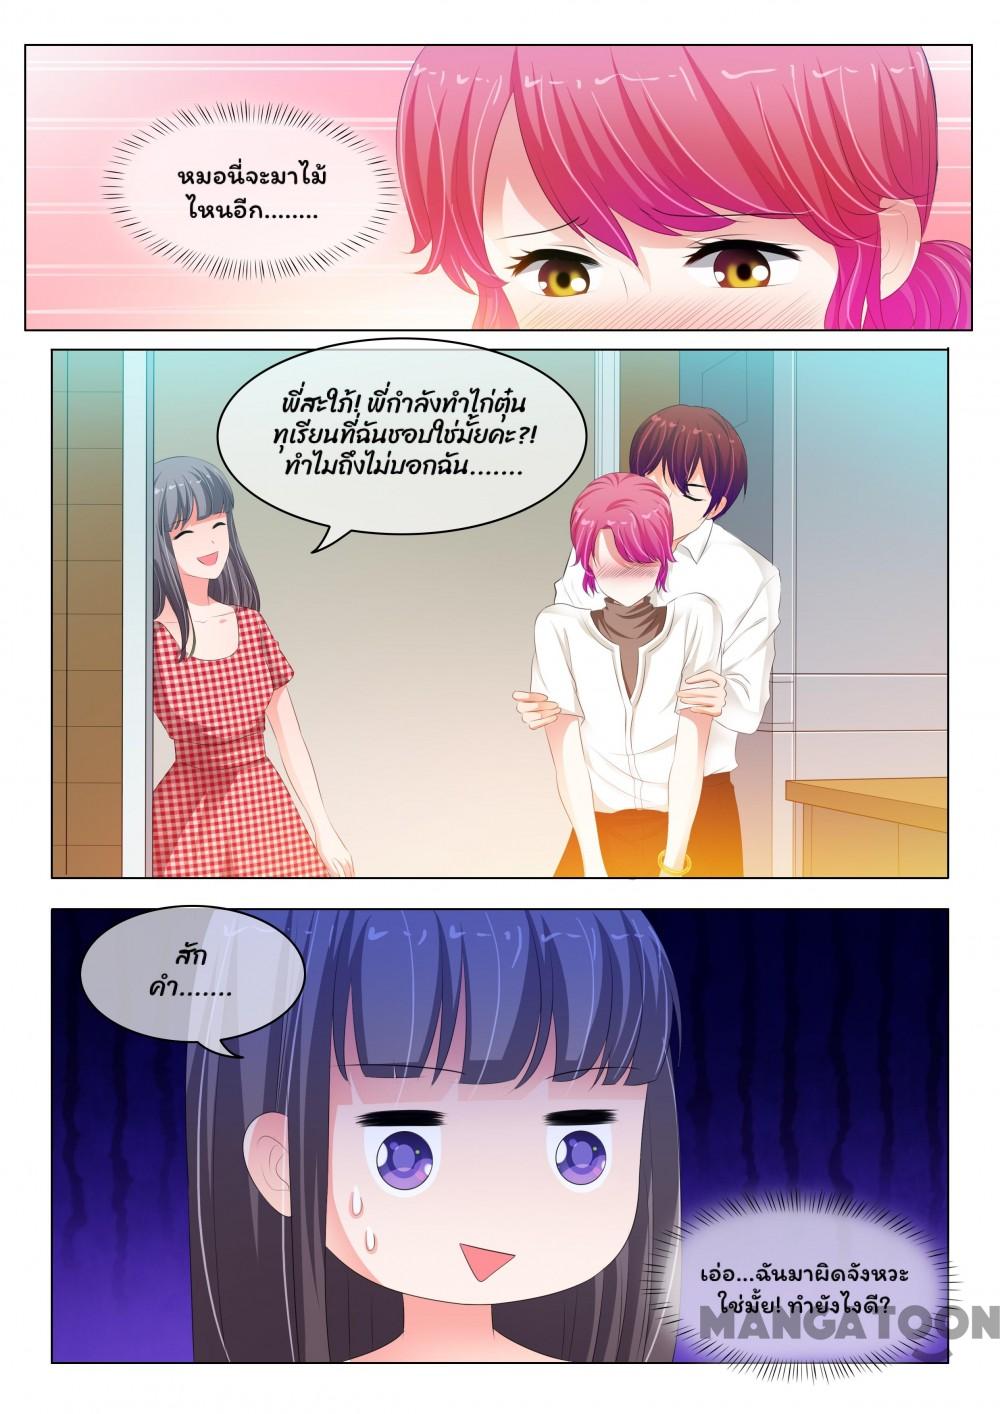 หมอนี่จะมาไม้
ไหนอีก........
พี่สะใภ้! พี่กำลังทำไก่ตุ๋น
ทุเรียนที่ฉันชอบใช่มั้ยคะ?!
ทำไมถึงไม่บอกฉัน.......
สัก
คำ.......
เอ่อ...ฉันมาผิดจังหวะ
ใช่มั้ย! ทำยังไงดี?
MANGATOON